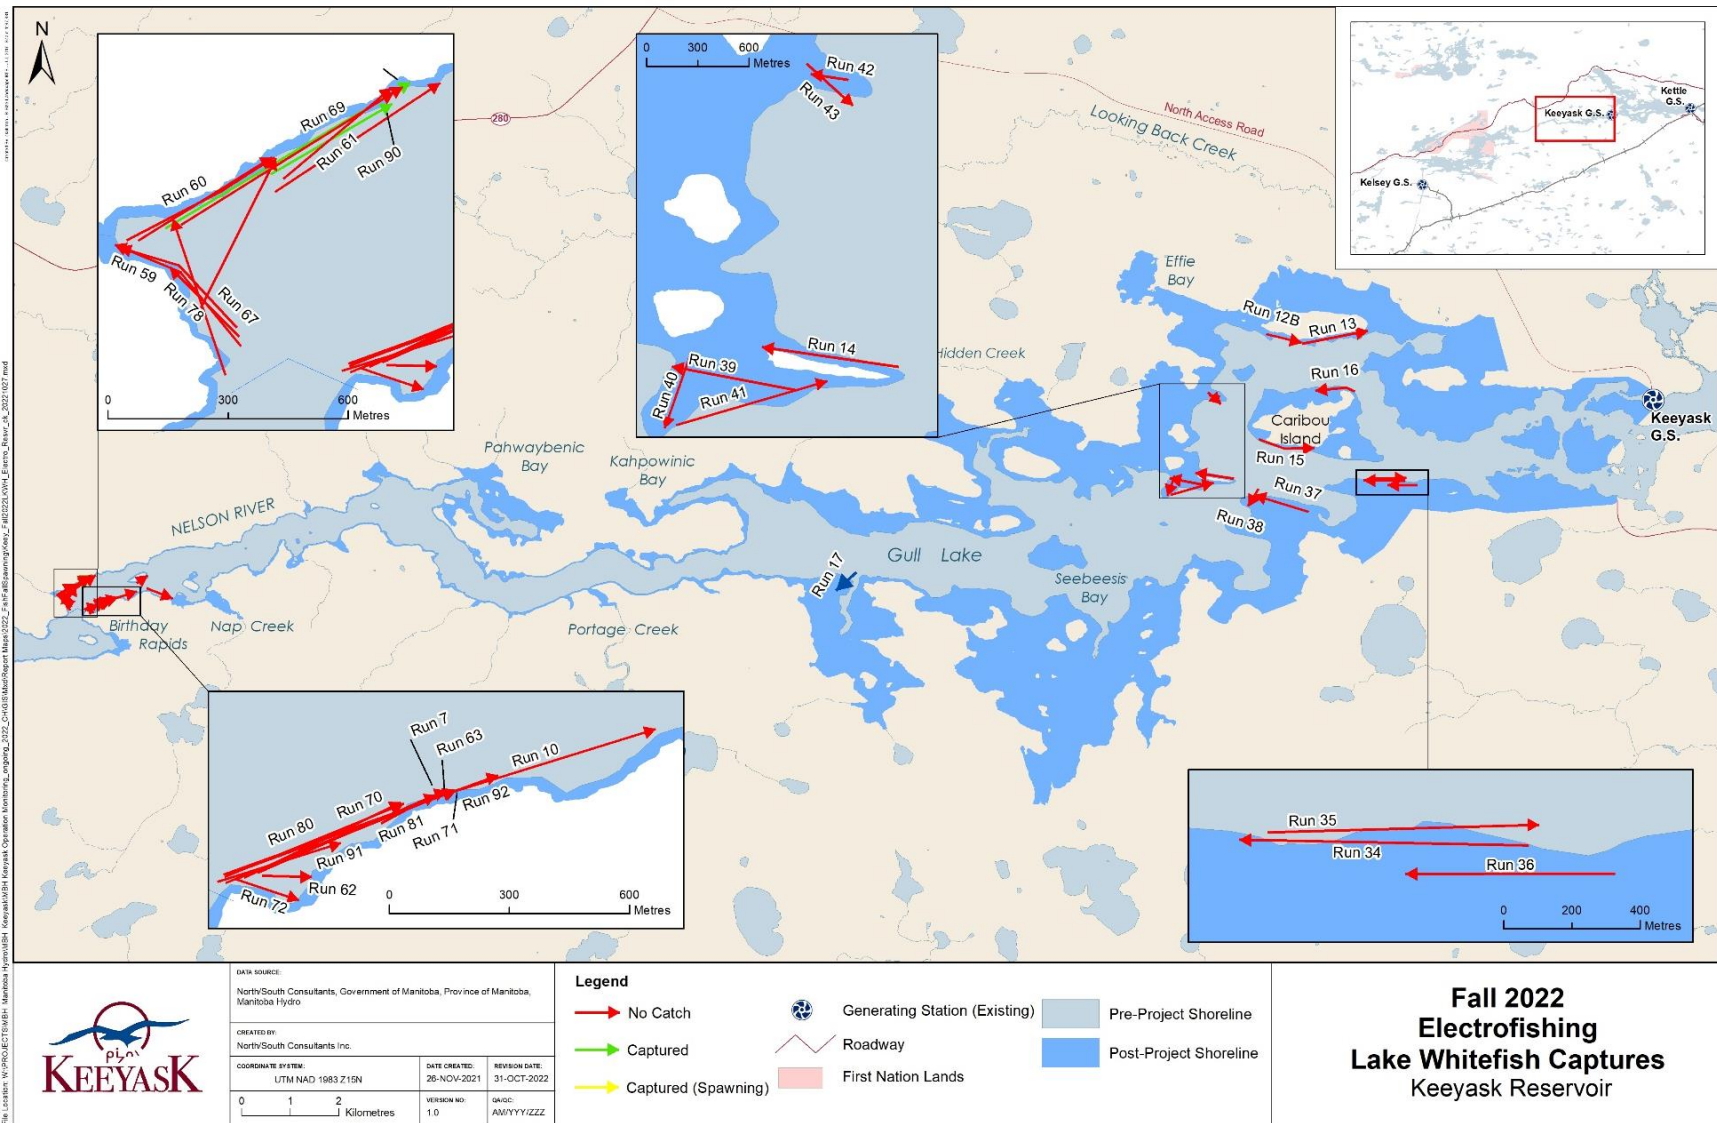 N
280
North Access Road
Looking Back Creek
Run 69
Run 61
Run 90
Run 60
Run 59
Run 78
Run 67
0 300 600
Metres
0 300 600
Metres
Run 42
Run 43
Run 14
Run 39
Run 40
Run 41
Kettle
G.S.
Keeyask G.S.
Kelsey G.S.
Effie
Bay
Run 12B
Run 13
Hidden Creek
Run 16
Caribou
Island
Run 15
Keeyask
G.S.
Run 37
Run 38
Pahwaybenic
Bay
Kahpowinic
Bay
NELSON RIVER
Gull Lake
Run 17
Seebeesis
Bay
Birthday
Rapids
Nap Creek
Portage Creek
Run 7
Run 63
Run 10
Run 70
Run 92
Run 80
Run 81
Run 71
Run 91
Run 62
Run 72
0 300 600
Metres
Run 35
Run 34
Run 36
0 200 400
Metres
KEEYASK
DATA SOURCE:
North/South Consultants, Government of Manitoba, Province of Manitoba,
Manitoba Hydro
CREATED BY:
North/South Consultants Inc.
COORDINATE SYSTEM:
UTM NAD 1983 Z15N
DATE CREATED:
26-NOV-2021
REVISION DATE:
31-OCT-2022
0 1 2
Kilometres
VERSION NO:
1.0
QA/QC:
AM/YYY/ZZZ
Legend
No Catch
Captured
Captured (Spawning)
Generating Station (Existing)
Roadway
First Nation Lands
Pre-Project Shoreline
Post-Project Shoreline
Fall 2022
Electrofishing
Lake Whitefish Captures
Keeyask Reservoir